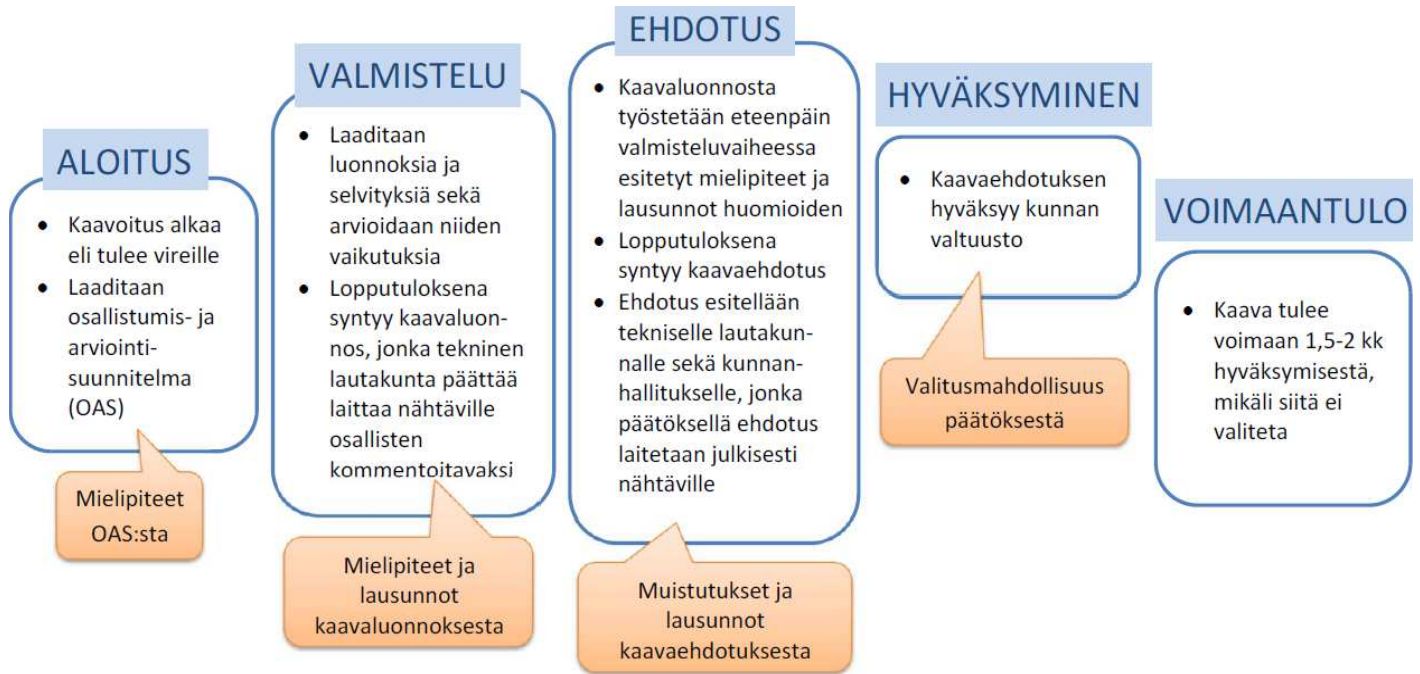 ALOITUS
• Kaavoitus alkaa
eli tulee vireille
• Laaditaan
osallistumis- ja
arviointi-
suunnitelma
(OAS)
Mielipiteet
OAS:sta
VALMISTELU
• Laaditaan
luonnoksia ja
selvityksiä sekä
arvioidaan niiden
vaikutuksia
• Lopputuloksena
syntyy kaavaluon-
nos, jonka tekninen
lautakunta päättää
laittaa nähtäville
osallisten
kommentoitavaksi
Mielipiteet ja
lausunnot
kaavaluonnoksesta
EHDOTUS
• Kaavaluonnosta
työstetään eteenpäin
valmisteluvaiheessa
esitetyt mielipiteet ja
lausunnot huomioiden
• Lopputuloksena
syntyy kaavaehdotus
• Ehdotus esitellään
tekniselle lautakun-
nalle sekä kunnan-
hallitukselle, jonka
päätöksellä ehdotus
laitetaan julkisesti
nähtäville
Muistutukset ja
lausunnot
kaavaehdotuksesta
HYVÄKSYMINEN
• Kaavaehdotuksen
hyväksyy kunnan
valtuusto
Valitusmahdollisuus
päätöksestä
VOIMAANTULO
• Kaava tulee
voimaan 1,5-2 kk
hyväksymisestä,
mikäli siitä ei
valiteta